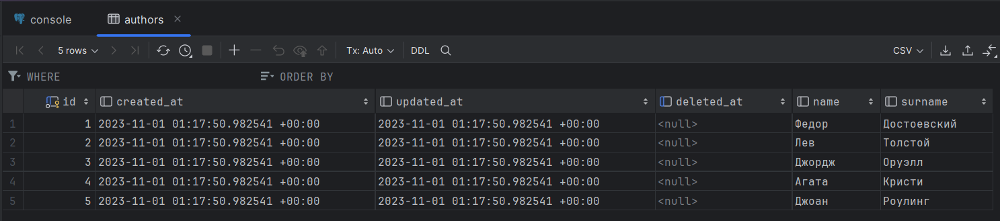 console authors
5 rows Tx: Auto DDL CSV
WHERE ORDER BY
id created_at updated_at deleted_at name surname
1 1 2023-11-01 01:17:50.982541 +00:00 2023-11-01 01:17:50.982541 +00:00 <null> Федор Достоевский
2 2 2023-11-01 01:17:50.982541 +00:00 2023-11-01 01:17:50.982541 +00:00 <null> Лев Толстой
3 3 2023-11-01 01:17:50.982541 +00:00 2023-11-01 01:17:50.982541 +00:00 <null> Джордж Оруэлл
4 4 2023-11-01 01:17:50.982541 +00:00 2023-11-01 01:17:50.982541 +00:00 <null> Агата Кристи
5 5 2023-11-01 01:17:50.982541 +00:00 2023-11-01 01:17:50.982541 +00:00 <null> Джоан Роулинг